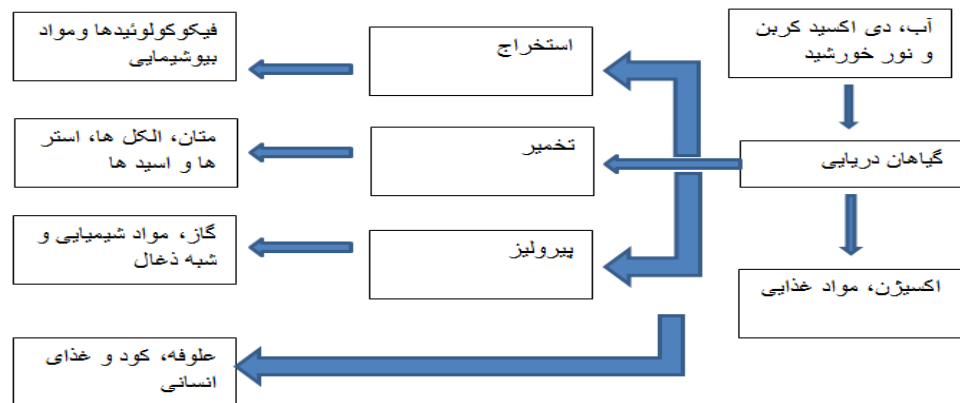 آب، دی اکسید کربن
و نور خورشید
استخراج
فیکوکولوئیدها ومواد
بیوشیمایی
گیاهان دریایی
تخمیر
متان، الکل ها، استر
ها و اسید ها
اکسیژن، مواد غذایی
پیرولیز
گاز، مواد شیمیایی و
شبه ذغال
علوفه، کود و غذای
انسانی